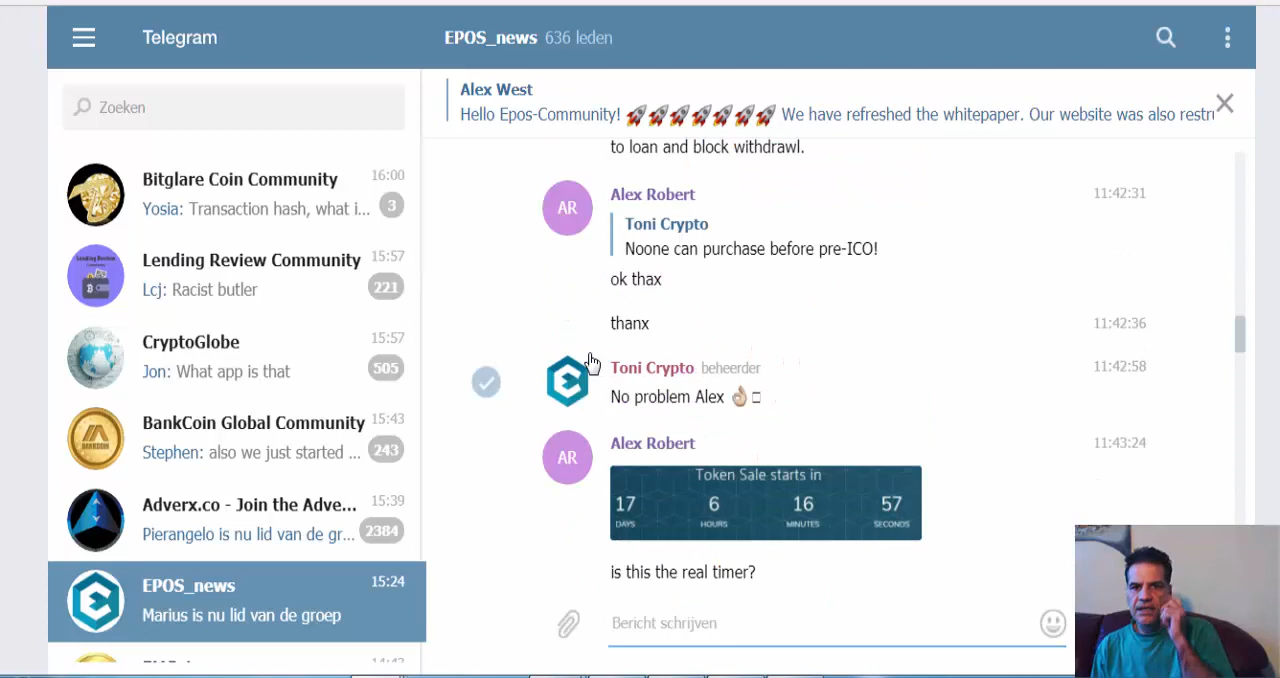 Telegram
EPOS_news 636 leden
Zoeken
Alex West
Hello Epos-Community! 🚀🚀🚀🚀🚀🚀🚀 We have refreshed the whitepaper. Our website was also restru
Bitglare Coin Community 16:00
Yosia: Transaction hash, what i... 3
Lending Review Community 15:57
Lcj: Racist butler 221
CryptoGlobe 15:57
Jon: What app is that 505
BankCoin Global Community 15:43
Stephen: also we just started ... 243
Adverx.co - Join the Adve... 15:39
Pierangelo is nu lid van de gr... 2384
EPOS_news 15:24
Marius is nu lid van de groep
to loan and block withdrawl.
AR
Alex Robert 11:42:31
Toni Crypto
Noone can purchase before pre-ICO!
ok thax
thanx 11:42:36
Toni Crypto beheerder 11:42:58
No problem Alex 👌🏼
AR
Alex Robert 11:43:24
Token Sale starts in
17 6 16 57
DAYS HOURS MINUTES SECONDS
is this the real timer?
Bericht schrijven